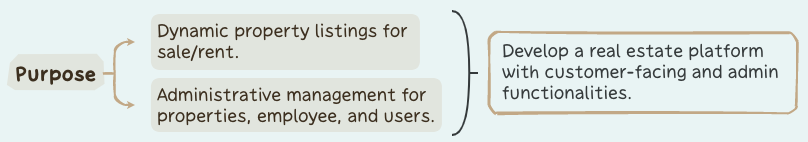 Purpose
Dynamic property listings for
sale/rent.
Administrative management for
properties, employee, and users.
Develop a real estate platform
with customer-facing and admin
functionalities.